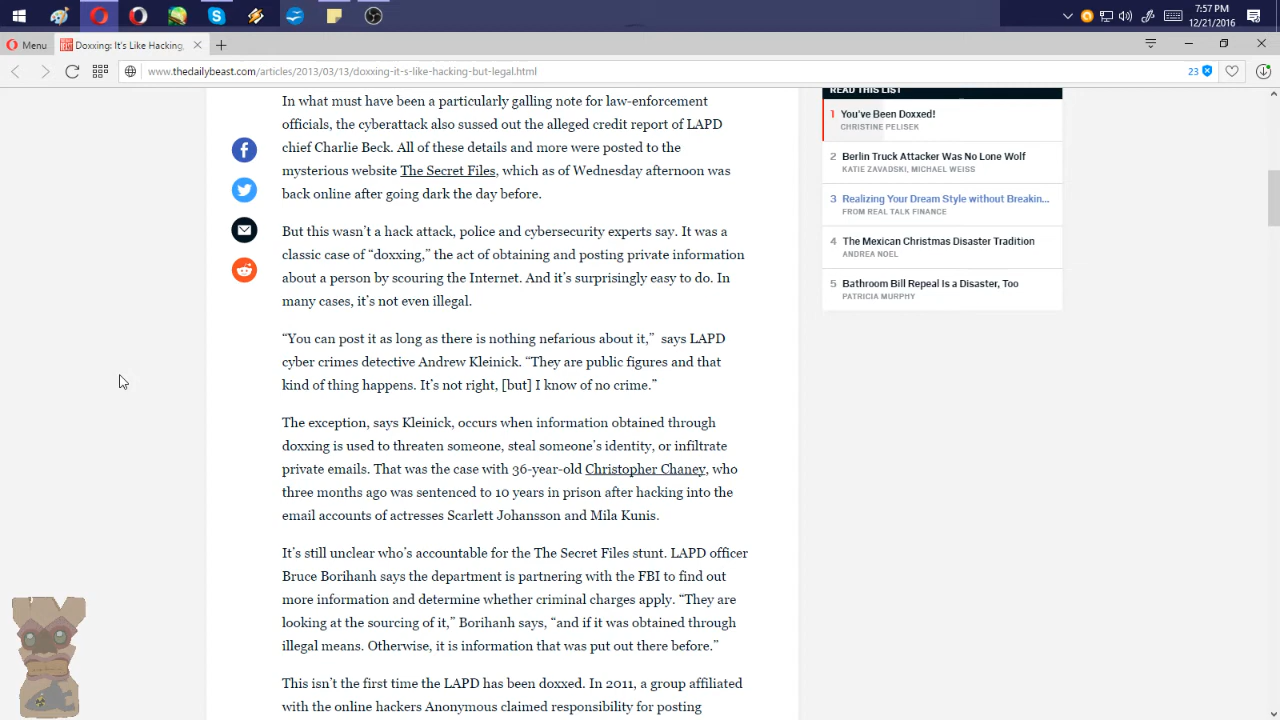 7:57 PM
12/21/2016
Menu
Doxxing: It's Like Hacking,
www.thedailybeast.com/articles/2013/03/13/doxxing-it-s-like-hacking-but-legal.html
23
In what must have been a particularly galling note for law-enforcement
officials, the cyberattack also sussed out the alleged credit report of LAPD
chief Charlie Beck. All of these details and more were posted to the
mysterious website The Secret Files, which as of Wednesday afternoon was
back online after going dark the day before.
But this wasn’t a hack attack, police and cybersecurity experts say. It was a
classic case of “doxxing,” the act of obtaining and posting private information
about a person by scouring the Internet. And it’s surprisingly easy to do. In
many cases, it’s not even illegal.
“You can post it as long as there is nothing nefarious about it,” says LAPD
cyber crimes detective Andrew Kleinick. “They are public figures and that
kind of thing happens. It’s not right, [but] I know of no crime.”
The exception, says Kleinick, occurs when information obtained through
doxxing is used to threaten someone, steal someone’s identity, or infiltrate
private emails. That was the case with 36-year-old Christopher Chaney, who
three months ago was sentenced to 10 years in prison after hacking into the
email accounts of actresses Scarlett Johansson and Mila Kunis.
It’s still unclear who’s accountable for the The Secret Files stunt. LAPD officer
Bruce Borihanh says the department is partnering with the FBI to find out
more information and determine whether criminal charges apply. “They are
looking at the sourcing of it,” Borihanh says, “and if it was obtained through
illegal means. Otherwise, it is information that was put out there before.”
This isn’t the first time the LAPD has been doxxed. In 2011, a group affiliated
with the online hackers Anonymous claimed responsibility for posting
READ THIS LIST
1 You've Been Doxxed!
CHRISTINE PELISEK
2 Berlin Truck Attacker Was No Lone Wolf
KATIE ZAVADSKI, MICHAEL WEISS
3 Realizing Your Dream Style without Breakin...
FROM REAL TALK FINANCE
4 The Mexican Christmas Disaster Tradition
ANDREA NOEL
5 Bathroom Bill Repeal Is a Disaster, Too
PATRICIA MURPHY